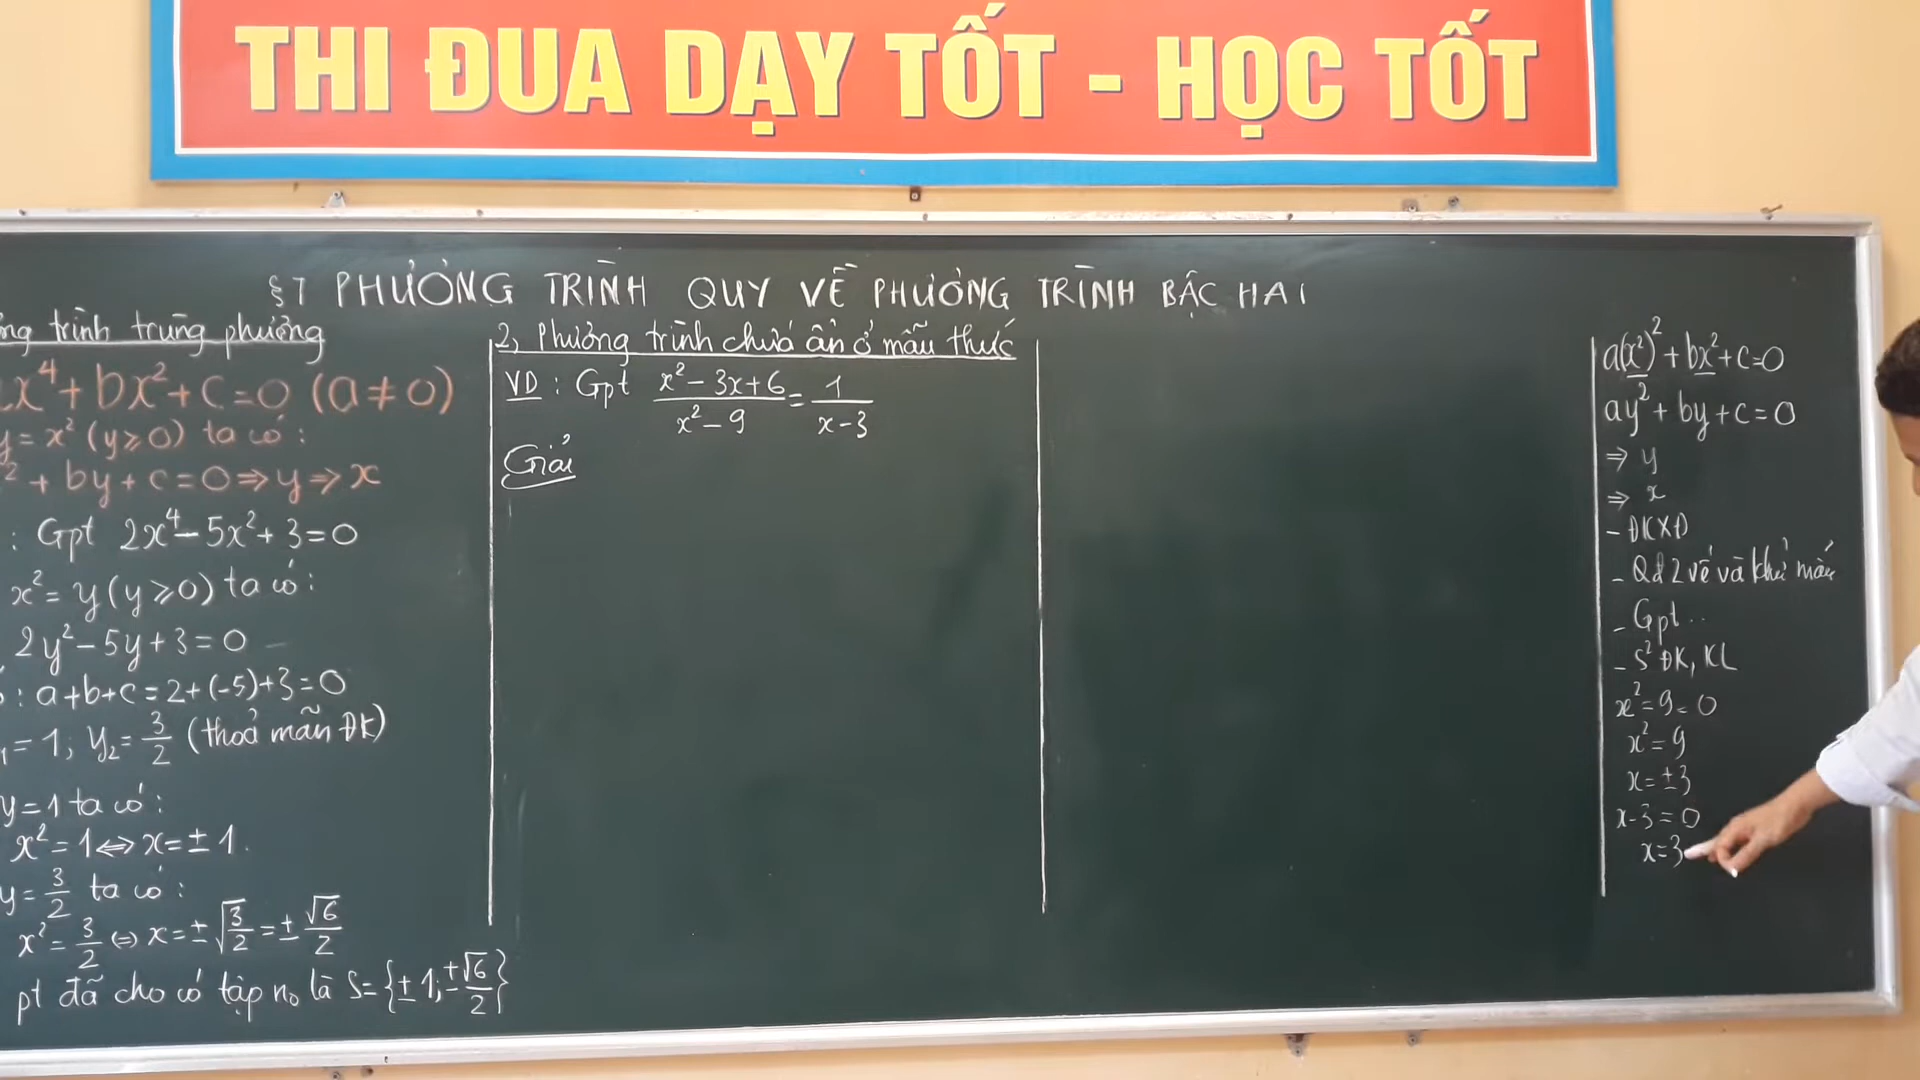 THI ĐUA DẠY TỐT - HỌC TỐT
§7 PHƯƠNG TRÌNH QUY VỀ PHƯƠNG TRÌNH BẬC HAI
ng trình trùng phương
x⁴ + bx² + c = 0 (a ≠ 0)
y = x² (y ≥ 0) ta có :
² + by + c = 0 ⇒ y ⇒ x
: Gpt 2x⁴ - 5x² + 3 = 0
x² = y (y ≥ 0) ta có :
2y² - 5y + 3 = 0
: a + b + c = 2 + (-5) + 3 = 0
₁ = 1 ; y₂ = 3/2 (thoả mãn ĐK)
y = 1 ta có :
x² = 1 ⇔ x = ± 1.
y = 3/2 ta có :
x² = 3/2 ⇔ x = ± √(3/2) = ± √6/2
pt đã cho có tập no là S = {± 1; ± √6/2}
2, Phương trình chứa ẩn ở mẫu thức
VD : Gpt (x² - 3x + 6)/(x² - 9) = 1/(x - 3)
Giải
a(x²)² + bx² + c = 0
ay² + by + c = 0
⇒ y
⇒ x
- ĐKXĐ
- Qđ 2 vế và khử mẫu
- Gpt ..
- S² ĐK, KL
x² = 9 = 0
x² = 9
x = ± 3
x - 3 = 0
x = 3